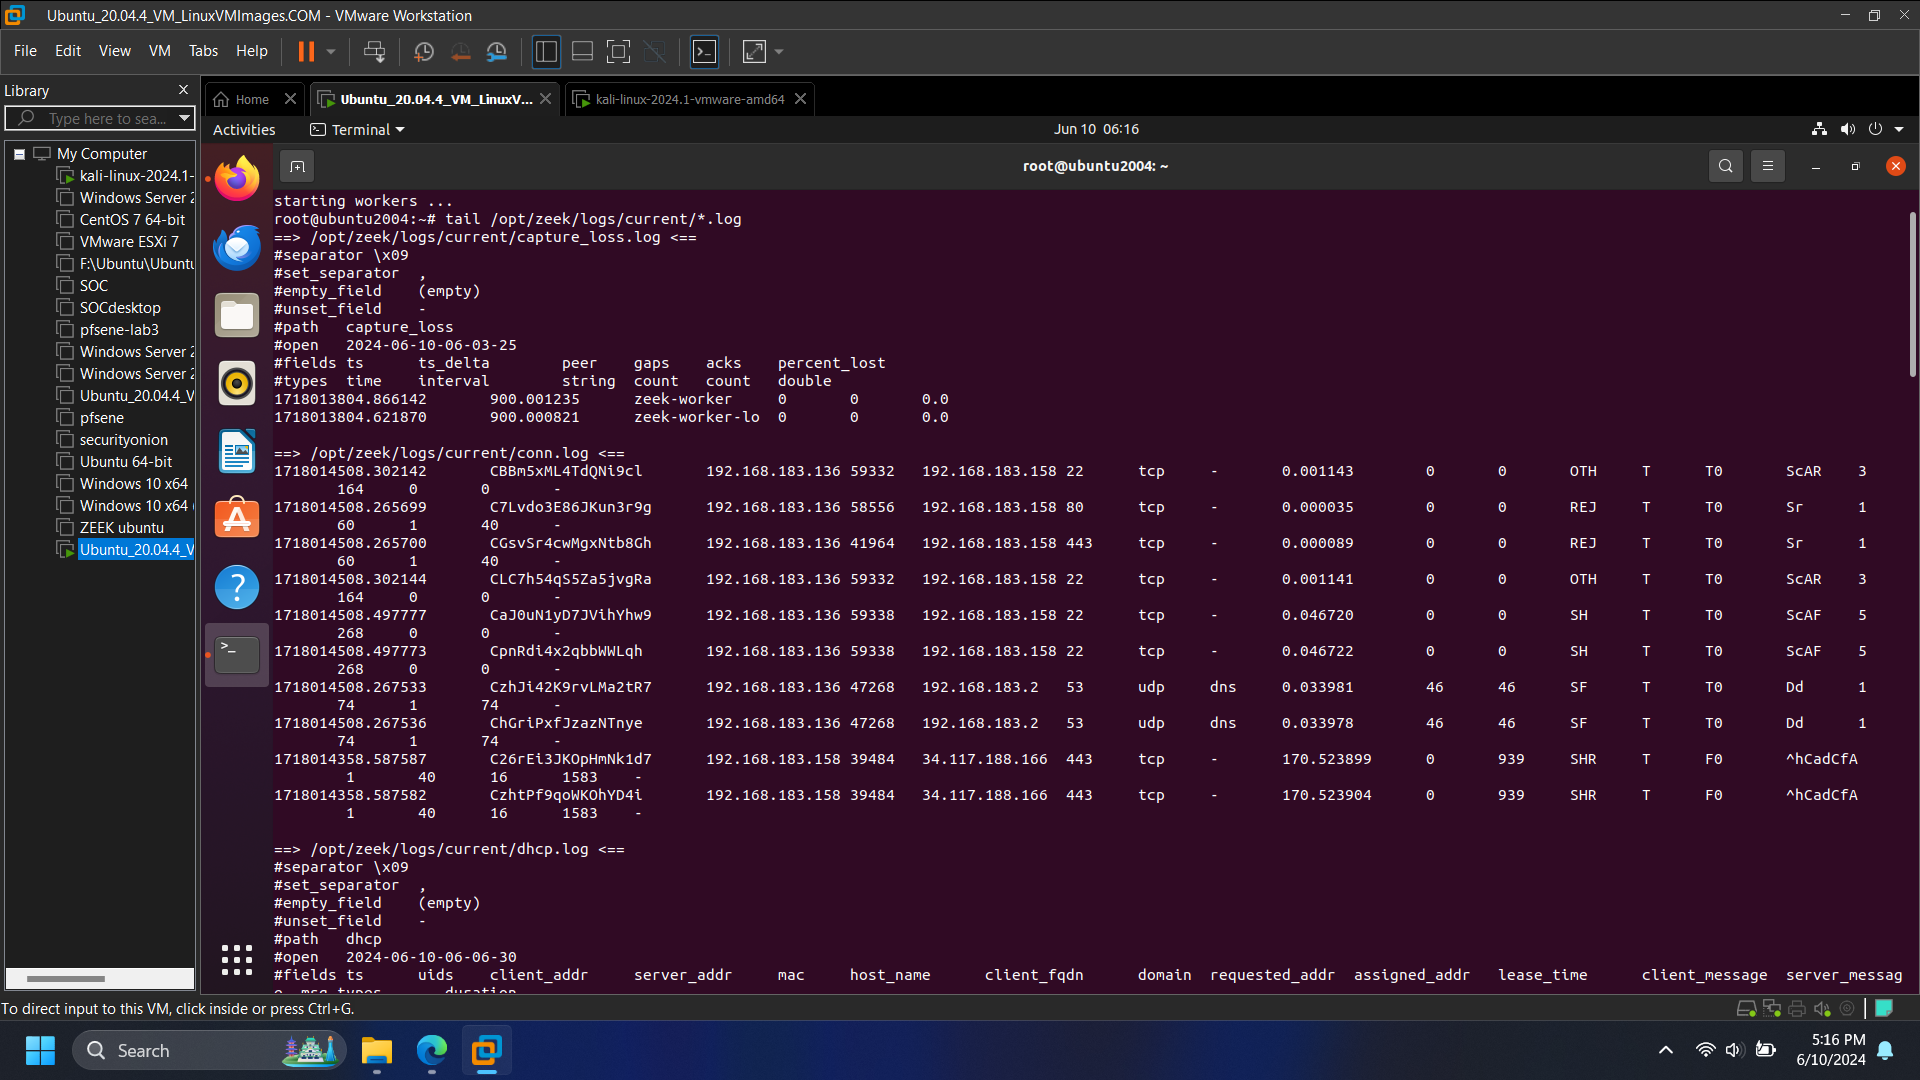 Ubuntu_20.04.4_VM_LinuxVMImages.COM - VMware Workstation
File Edit View VM Tabs Help
Library
Type here to sea...
My Computer
kali-linux-2024.1-
Windows Server 2
CentOS 7 64-bit
VMware ESXi 7
F:\Ubuntu\Ubuntu
SOC
SOCdesktop
pfsene-lab3
Windows Server 2
Windows Server 2
Ubuntu_20.04.4_V
pfsene
securityonion
Ubuntu 64-bit
Windows 10 x64
Windows 10 x64
ZEEK ubuntu
Ubuntu_20.04.4_V
Home
Ubuntu_20.04.4_VM_LinuxV...
kali-linux-2024.1-vmware-amd64
Activities Terminal Jun 10 06:16
root@ubuntu2004: ~
starting workers ...
root@ubuntu2004:~# tail /opt/zeek/logs/current/*.log
==> /opt/zeek/logs/current/capture_loss.log <==
#separator \x09
#set_separator ,
#empty_field (empty)
#unset_field -
#path capture_loss
#open 2024-06-10-06-03-25
#fields ts ts_delta peer gaps acks percent_lost
#types time interval string count count double
1718013804.866142 900.001235 zeek-worker 0 0 0.0
1718013804.621870 900.000821 zeek-worker-lo 0 0 0.0
==> /opt/zeek/logs/current/conn.log <==
1718014508.302142 CBBm5xML4TdQNi9cl 192.168.183.136 59332 192.168.183.158 22 tcp - 0.001143 0 0 OTH T T0 ScAR 3
164 0 0 -
1718014508.265699 C7Lvdo3E86JKun3r9g 192.168.183.136 58556 192.168.183.158 80 tcp - 0.000035 0 0 REJ T T0 Sr 1
60 1 40 -
1718014508.265700 CGsvSr4cwMgxNtb8Gh 192.168.183.136 41964 192.168.183.158 443 tcp - 0.000089 0 0 REJ T T0 Sr 1
60 1 40 -
1718014508.302144 CLC7h54qS5Za5jvgRa 192.168.183.136 59332 192.168.183.158 22 tcp - 0.001141 0 0 OTH T T0 ScAR 3
164 0 0 -
1718014508.497777 CaJ0uN1yD7JVihYhw9 192.168.183.136 59338 192.168.183.158 22 tcp - 0.046720 0 0 SH T T0 ScAF 5
268 0 0 -
1718014508.497773 CpnRdi4x2qbbWWLqh 192.168.183.136 59338 192.168.183.158 22 tcp - 0.046722 0 0 SH T T0 ScAF 5
268 0 0 -
1718014508.267533 CzhJi42K9rvLMa2tR7 192.168.183.136 47268 192.168.183.2 53 udp dns 0.033981 46 46 SF T T0 Dd 1
74 1 74 -
1718014508.267536 ChGriPxfJzazNTnye 192.168.183.136 47268 192.168.183.2 53 udp dns 0.033978 46 46 SF T T0 Dd 1
74 1 74 -
1718014358.587587 C26rEi3JKOpHmNk1d7 192.168.183.158 39484 34.117.188.166 443 tcp - 170.523899 0 939 SHR T F0 ^hCadCfA
1 40 16 1583 -
1718014358.587582 CzhtPf9qoWKOhYD4i 192.168.183.158 39484 34.117.188.166 443 tcp - 170.523904 0 939 SHR T F0 ^hCadCfA
1 40 16 1583 -
==> /opt/zeek/logs/current/dhcp.log <==
#separator \x09
#set_separator ,
#empty_field (empty)
#unset_field -
#path dhcp
#open 2024-06-10-06-06-30
#fields ts uids client_addr server_addr mac host_name client_fqdn domain requested_addr assigned_addr lease_time client_message server_messag
e msg_types duration
To direct input to this VM, click inside or press Ctrl+G.
Search
5:16 PM
6/10/2024